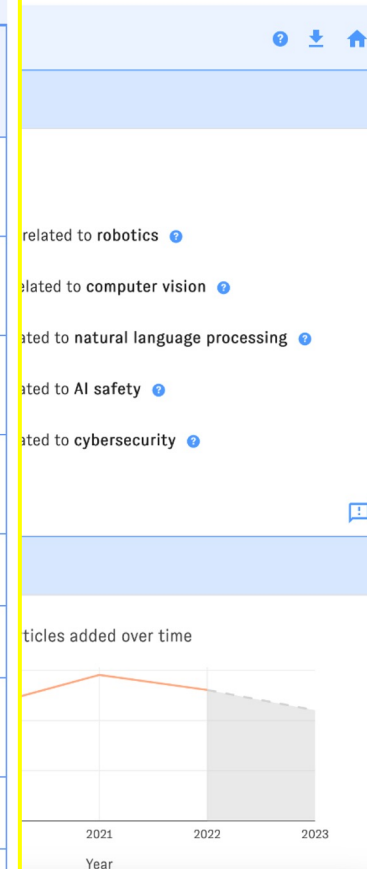 related to robotics
elated to computer vision
ated to natural language processing
ated to AI safety
ated to cybersecurity
ticles added over time
2021 2022 2023
Year